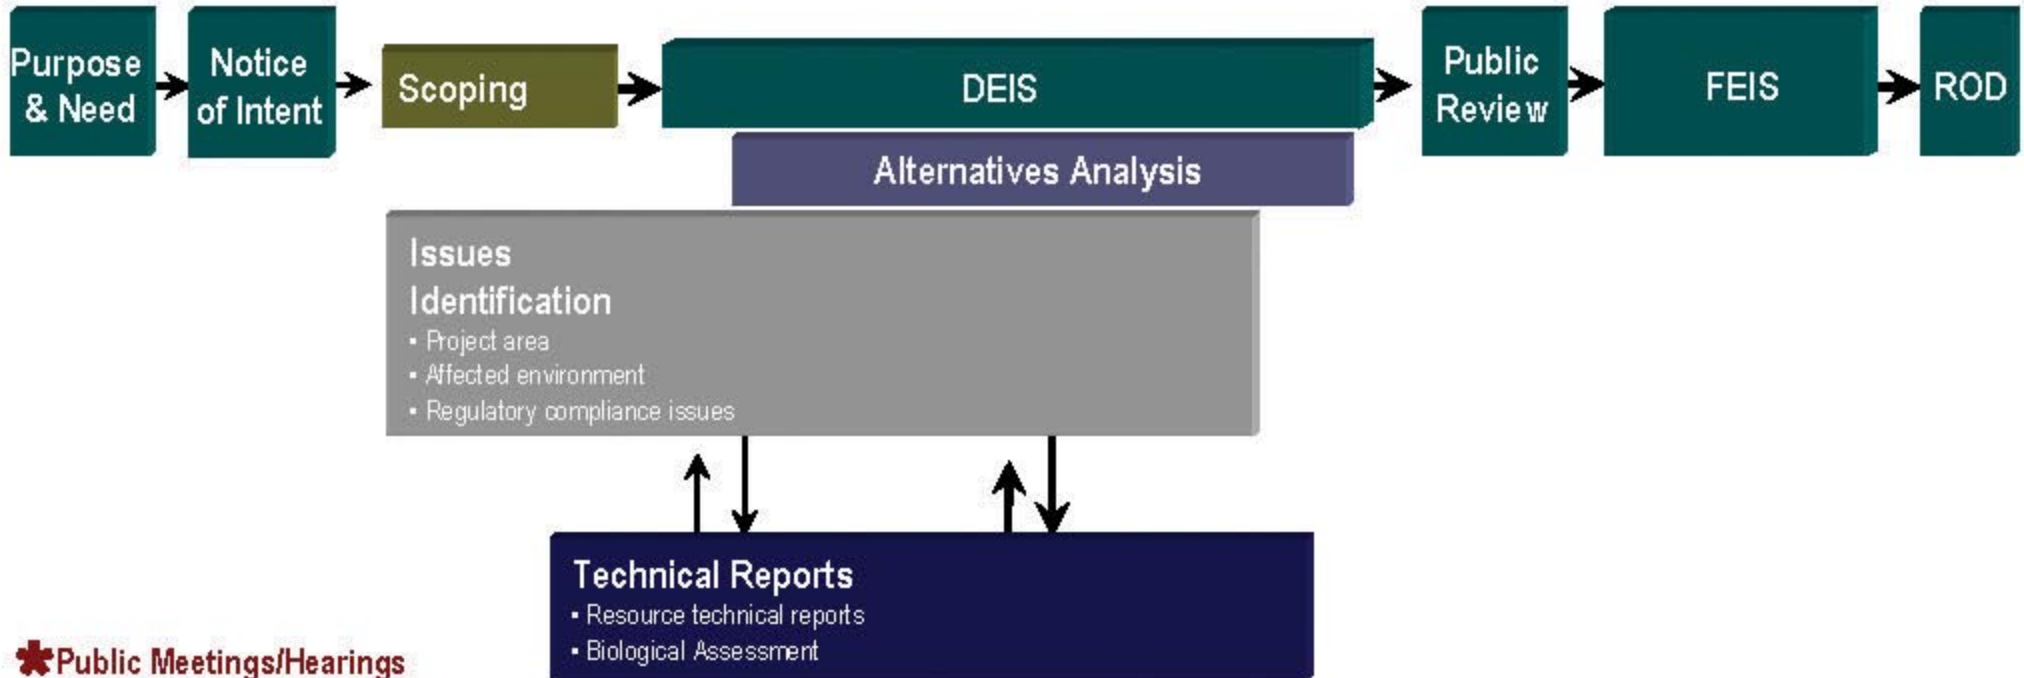 Purpose
& Need
Notice
of Intent
Scoping
DEIS
Public
Review
FEIS
ROD
Alternatives Analysis
Issues
Identification
▪ Project area
▪ Affected environment
▪ Regulatory compliance issues
Technical Reports
▪ Resource technical reports
▪ Biological Assessment
✱Public Meetings/Hearings